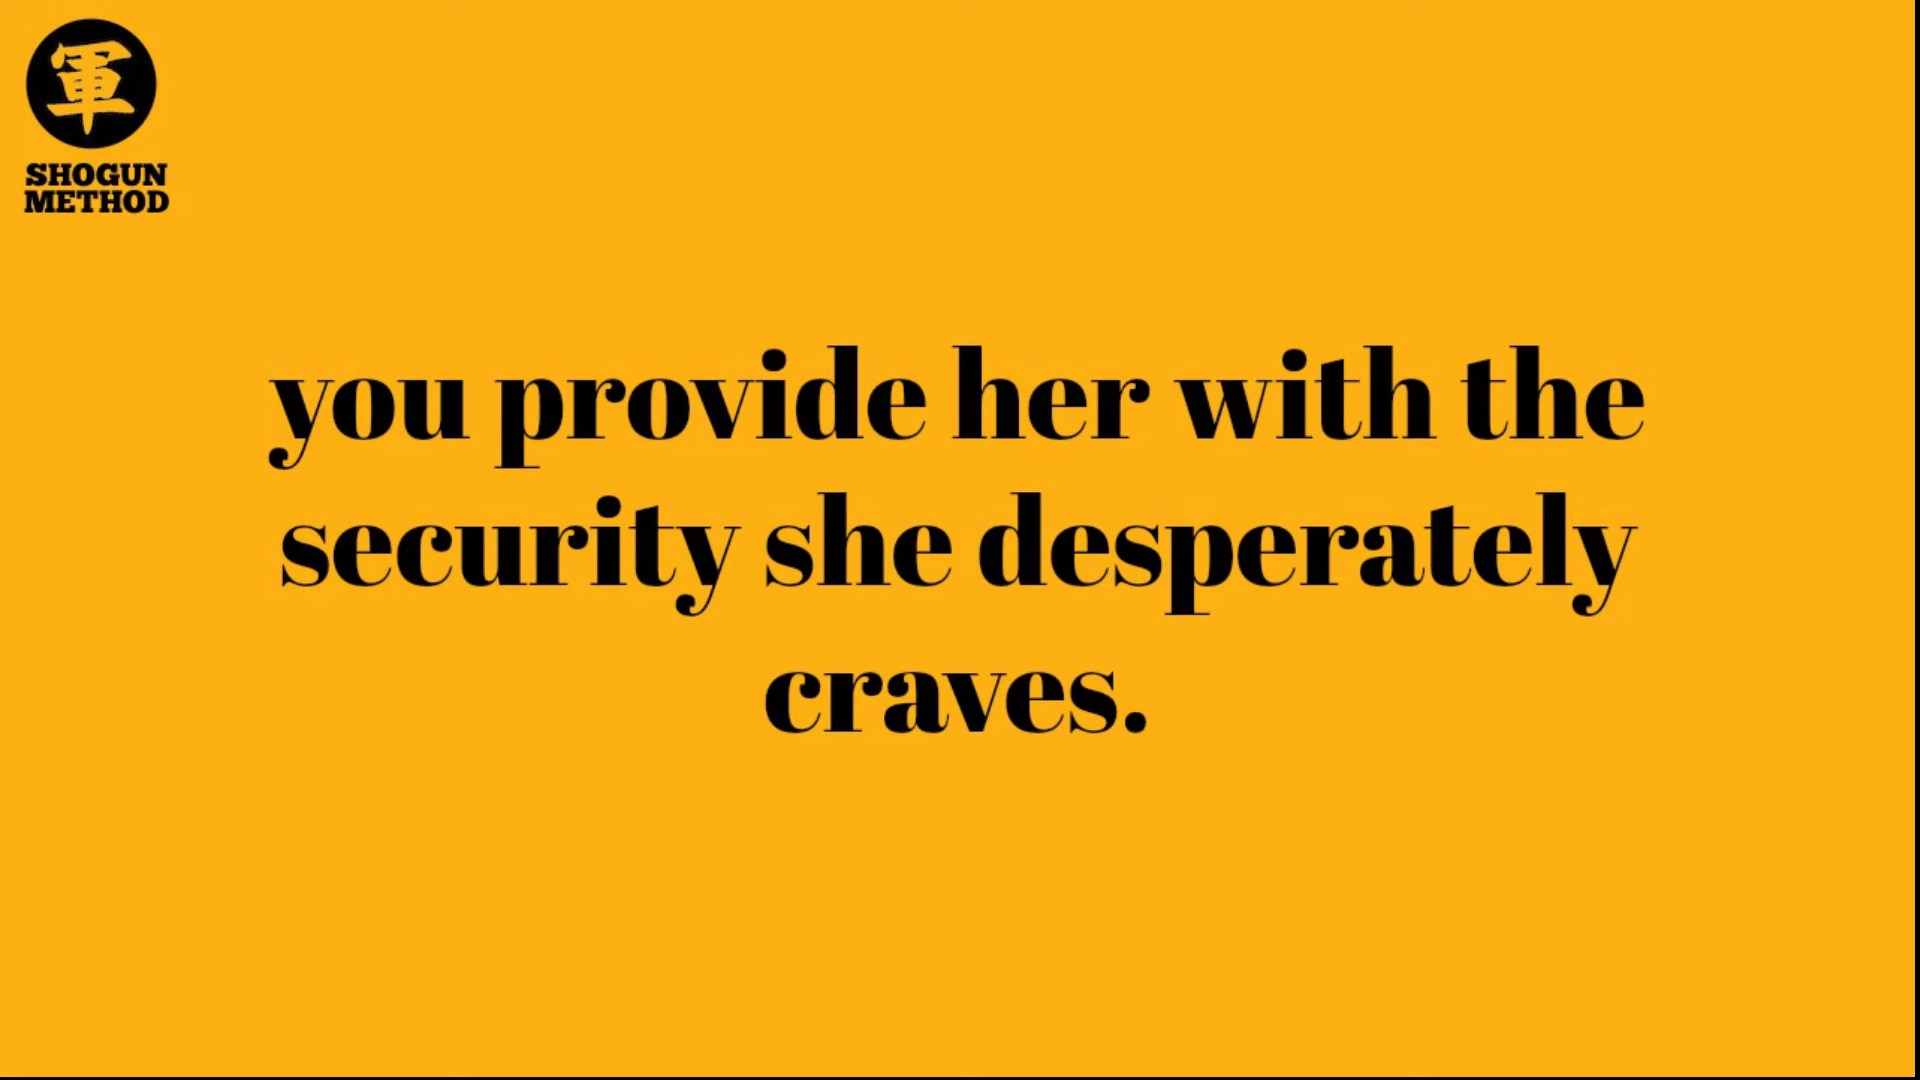 軍
SHOGUN
METHOD
you provide her with the
security she desperately
craves.